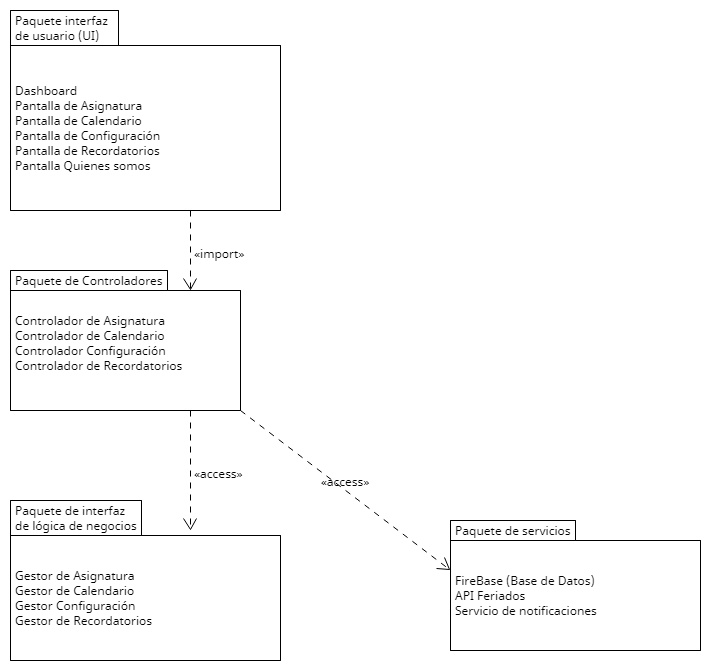 Paquete interfaz
de usuario (UI)
Dashboard
Pantalla de Asignatura
Pantalla de Calendario
Pantalla de Configuración
Pantalla de Recordatorios
Pantalla Quienes somos
«import»
Paquete de Controladores
Controlador de Asignatura
Controlador de Calendario
Controlador Configuración
Controlador de Recordatorios
«access»
«access»
Paquete de interfaz
de lógica de negocios
Gestor de Asignatura
Gestor de Calendario
Gestor Configuración
Gestor de Recordatorios
Paquete de servicios
FireBase (Base de Datos)
API Feriados
Servicio de notificaciones